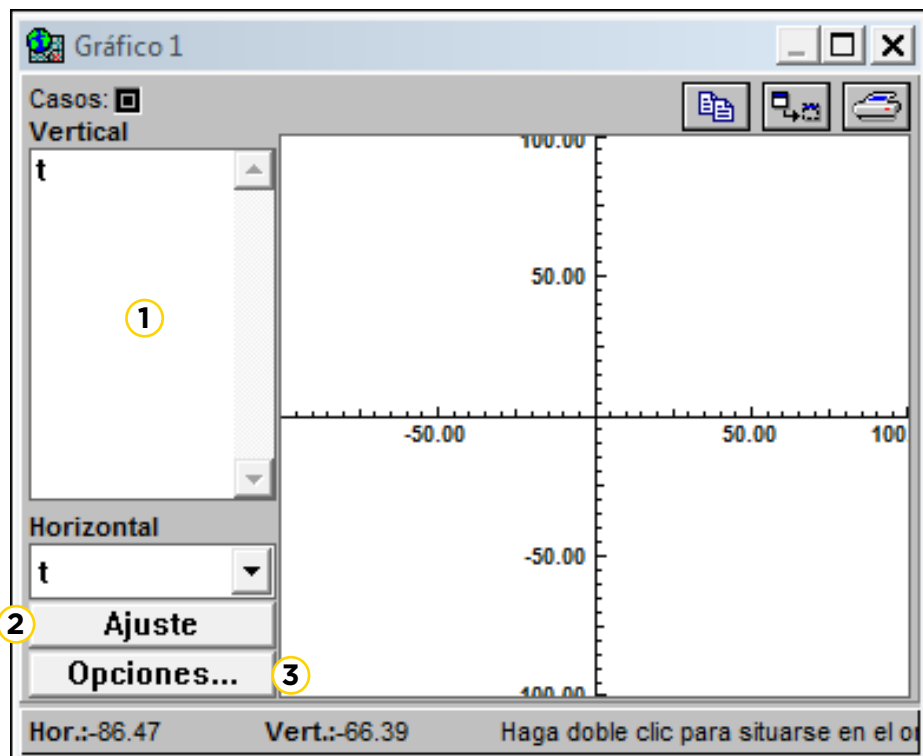 Gráfico 1
Casos:
Vertical
t
1
Horizontal
t
2
Ajuste
Opciones...
3
100.00
50.00
-50.00
50.00
100
-50.00
-100.00
Hor.:-86.47 Vert.:-66.39 Haga doble clic para situarse en el